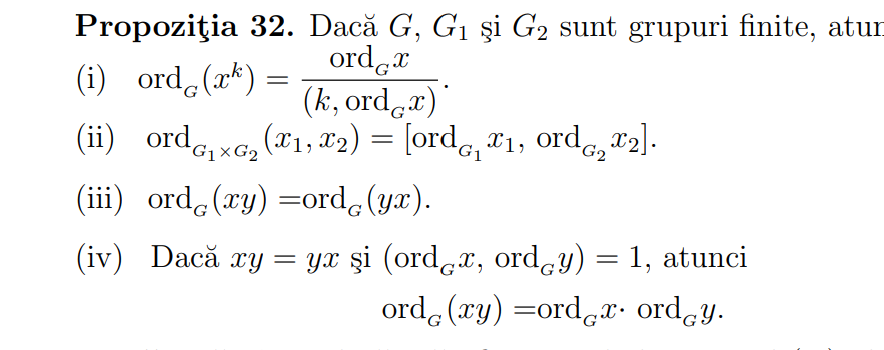 Propoziţia 32. Dacă G, G₁ şi G₂ sunt grupuri finite,
(i) ord_G(x^k) = ord_G x / (k, ord_G x).
(ii) ord_{G₁×G₂}(x₁, x₂) = [ord_{G₁} x₁, ord_{G₂} x₂].
(iii) ord_G(xy) =ord_G(yx).
(iv) Dacă xy = yx şi (ord_G x, ord_G y) = 1, atunci
ord_G(xy) =ord_G x· ord_G y.